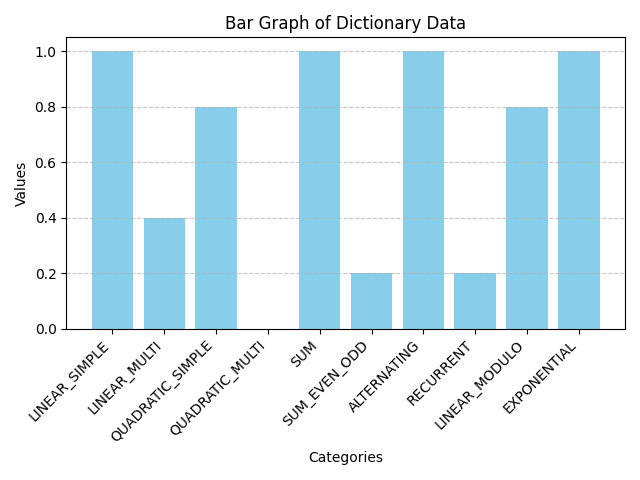 Bar Graph of Dictionary Data
1.0
0.8
0.6
0.4
0.2
0.0
Values
LINEAR_SIMPLE
LINEAR_MULTI
QUADRATIC_SIMPLE
QUADRATIC_MULTI
SUM
SUM_EVEN_ODD
ALTERNATING
RECURRENT
LINEAR_MODULO
EXPONENTIAL
Categories